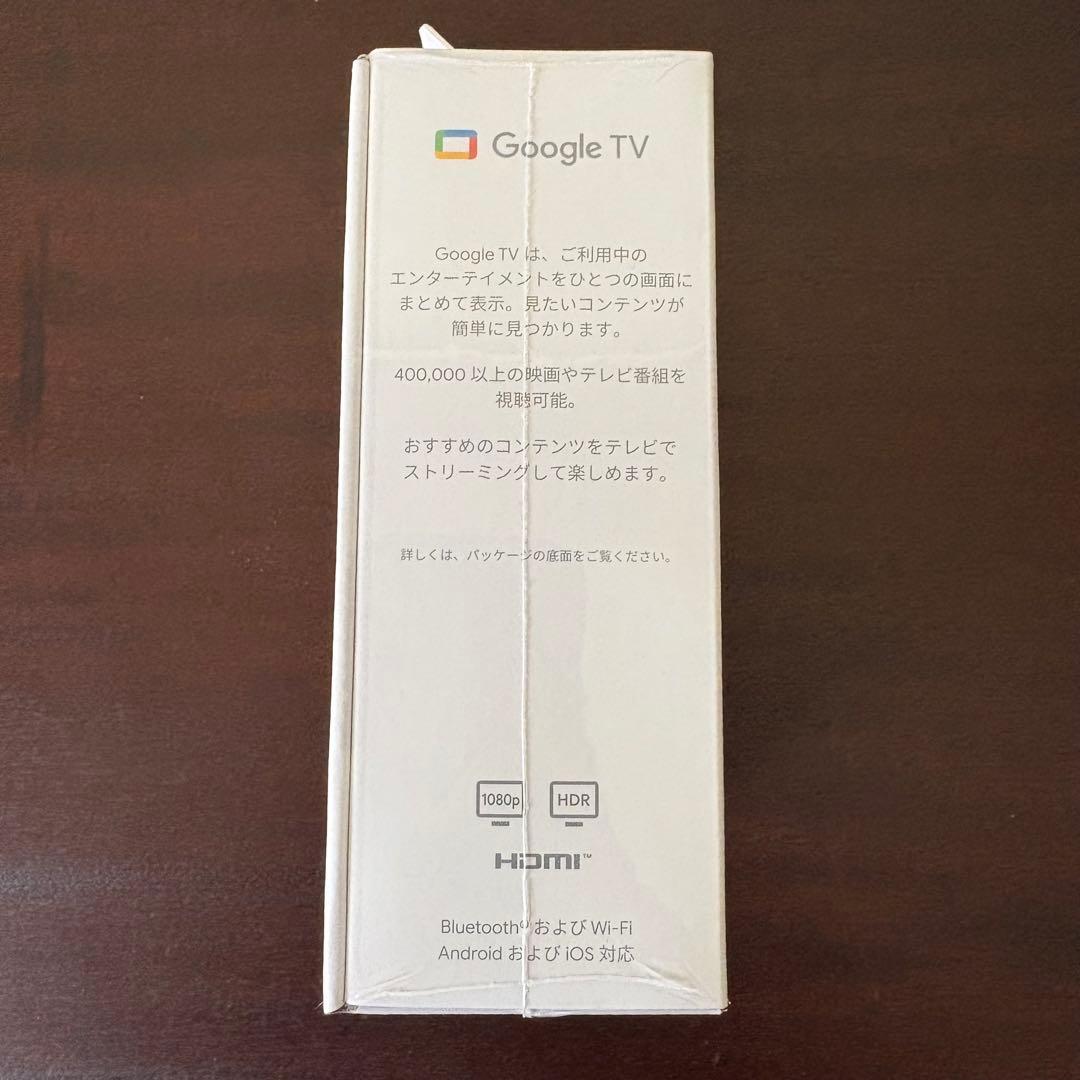 Google TV
Google TV は、ご利用中の
エンターテイメントをひとつの画面に
まとめて表示。見たいコンテンツが
簡単に見つかります。
400,000 以上の映画やテレビ番組を
視聴可能。
おすすめのコンテンツをテレビで
ストリーミングして楽しめます。
詳しくは、パッケージの底面をご覧ください。
1080p HDR
HDMI™
Bluetooth® および Wi-Fi
Android および iOS 対応